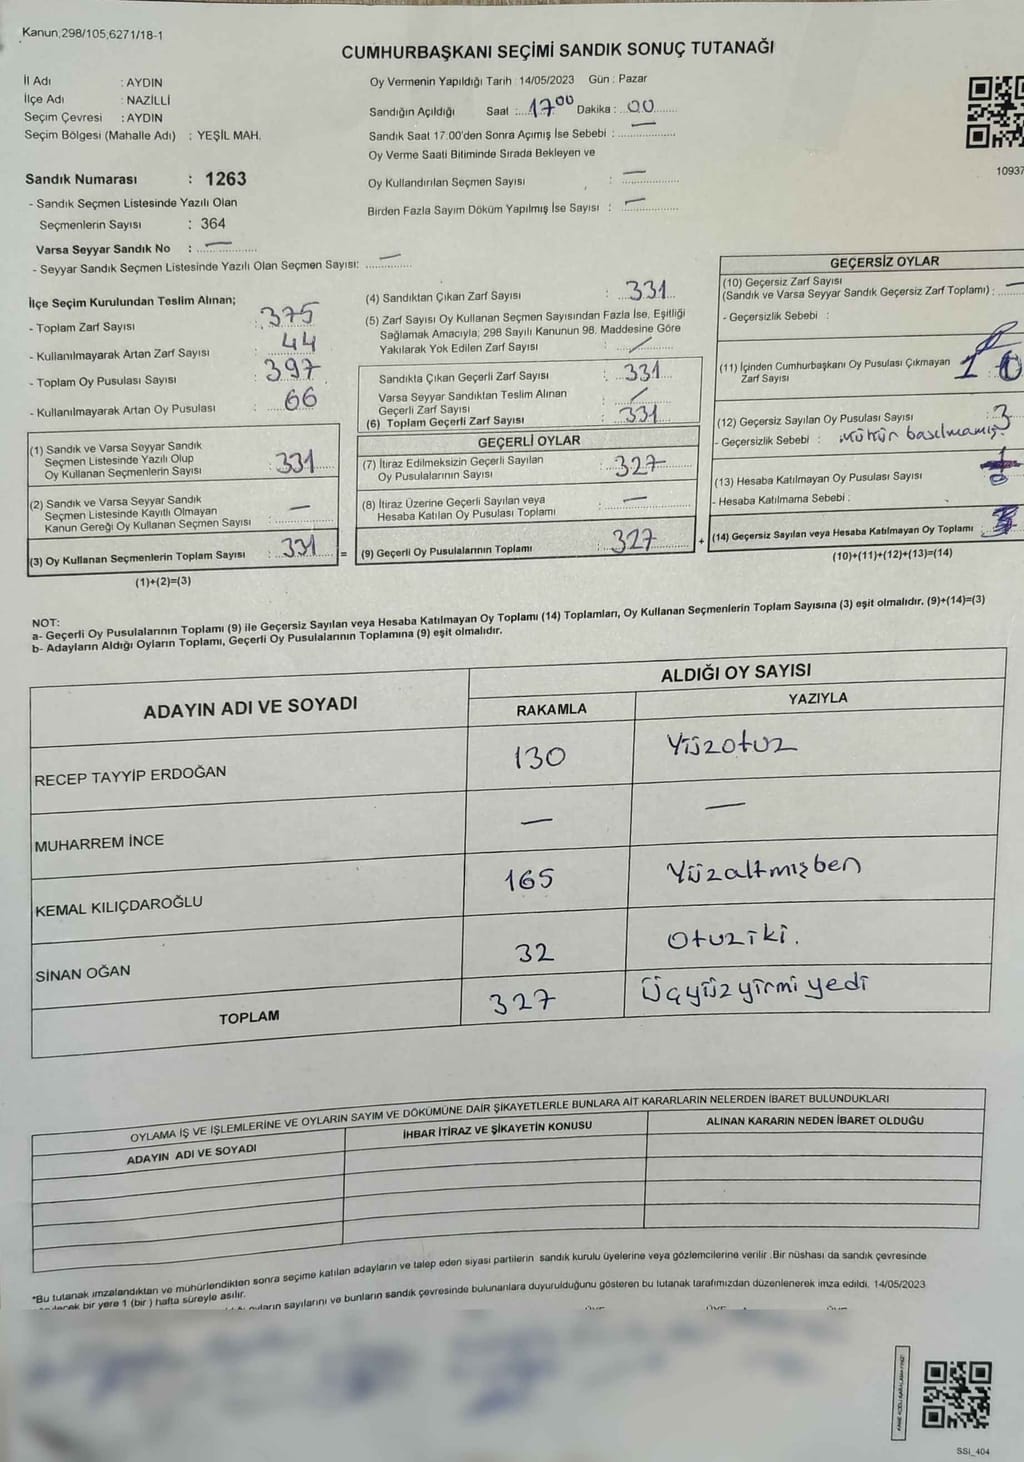 Kanun,298/105,6271/18-1
CUMHURBAŞKANI SEÇİMİ SANDIK SONUÇ TUTANAĞI
İl Adı : AYDIN
İlçe Adı : NAZİLLİ
Seçim Çevresi : AYDIN
Seçim Bölgesi (Mahalle Adı) : YEŞİL MAH.
Sandık Numarası : 1263
- Sandık Seçmen Listesinde Yazılı Olan
Seçmenlerin Sayısı : 364
Varsa Seyyar Sandık No : —
- Seyyar Sandık Seçmen Listesinde Yazılı Olan Seçmen Sayısı: —
Oy Vermenin Yapıldığı Tarih : 14/05/2023 Gün : Pazar
Sandığın Açıldığı Saat : 17 00 Dakika : 00
Sandık Saat 17:00'den Sonra Açımış İse Sebebi : —
Oy Verme Saati Bitiminde Sırada Bekleyen ve
Oy Kullandırılan Seçmen Sayısı : —
Birden Fazla Sayım Döküm Yapılmış İse Sayısı : —
10937
İlçe Seçim Kurulundan Teslim Alınan;
- Toplam Zarf Sayısı : 375
- Kullanılmayarak Artan Zarf Sayısı : 44
- Toplam Oy Pusulası Sayısı : 397
- Kullanılmayarak Artan Oy Pusulası : 66
(1) Sandık ve Varsa Seyyar Sandık
Seçmen Listesinde Yazılı Olup
Oy Kullanan Seçmenlerin Sayısı : 331
(2) Sandık ve Varsa Seyyar Sandık
Seçmen Listesinde Kayıtlı Olmayan
Kanun Gereği Oy Kullanan Seçmen Sayısı : —
(3) Oy Kullanan Seçmenlerin Toplam Sayısı : 331 =
(1)+(2)=(3)
(4) Sandıktan Çıkan Zarf Sayısı : 331
(5) Zarf Sayısı Oy Kullanan Seçmen Sayısından Fazla İse, Eşitliği
Sağlamak Amacıyla, 298 Sayılı Kanunun 98. Maddesine Göre
Yakılarak Yok Edilen Zarf Sayısı : /
Sandıkta Çıkan Geçerli Zarf Sayısı : 331
Varsa Seyyar Sandıktan Teslim Alınan
Geçerli Zarf Sayısı : /
(6) Toplam Geçerli Zarf Sayısı : 331
GEÇERLİ OYLAR
(7) İtiraz Edilmeksizin Geçerli Sayılan
Oy Pusulalarının Sayısı : 327
(8) İtiraz Üzerine Geçerli Sayılan veya
Hesaba Katılan Oy Pusulası Toplamı : —
(9) Geçerli Oy Pusulalarının Toplamı : 327 +
GEÇERSİZ OYLAR
(10) Geçersiz Zarf Sayısı
(Sandık ve Varsa Seyyar Sandık Geçersiz Zarf Toplamı) : —
- Geçersizlik Sebebi :
(11) İçinden Cumhurbaşkanı Oy Pusulası Çıkmayan
Zarf Sayısı
(12) Geçersiz Sayılan Oy Pusulası Sayısı : 3
- Geçersizlik Sebebi : Mühür basılmamış.
(13) Hesaba Katılmayan Oy Pusulası Sayısı
- Hesaba Katılmama Sebebi :
(14) Geçersiz Sayılan veya Hesaba Katılmayan Oy Toplamı :
(10)+(11)+(12)+(13)=(14)
NOT:
a- Geçerli Oy Pusulalarının Toplamı (9) ile Geçersiz Sayılan veya Hesaba Katılmayan Oy Toplamı (14) Toplamları, Oy Kullanan Seçmenlerin Toplam Sayısına (3) eşit olmalıdır. (9)+(14)=(3)
b- Adayların Aldığı Oyların Toplamı, Geçerli Oy Pusulalarının Toplamına (9) eşit olmalıdır.
ADAYIN ADI VE SOYADI
ALDIĞI OY SAYISI
RAKAMLA YAZIYLA
RECEP TAYYİP ERDOĞAN 130 Yüzotuz
MUHARREM İNCE — —
KEMAL KILIÇDAROĞLU 165 Yüzaltmışbeş
SİNAN OĞAN 32 Otuziki.
TOPLAM 327 Üçyüzyirmiyedi
OYLAMA İŞ VE İŞLEMLERİNE VE OYLARIN SAYIM VE DÖKÜMÜNE DAİR ŞİKAYETLERLE BUNLARA AİT KARARLARIN NELERDEN İBARET BULUNDUKLARI
ADAYIN ADI VE SOYADI
İHBAR İTİRAZ VE ŞİKAYETİN KONUSU
ALINAN KARARIN NEDEN İBARET OLDUĞU
*Bu tutanak imzalandıktan ve mühürlendikten sonra seçime katılan adayların ve talep eden siyasi partilerin sandık kurulu üyelerine veya gözlemcilerine verilir .Bir nüshası da sandık çevresinde
bir yere 1 (bir ) hafta süreyle asılır.
oyların sayılarını ve bunların sandık çevresinde bulunanlara duyurulduğunu gösteren bu tutanak tarafımızdan düzenlenerek imza edildi. 14/05/2023
SSI_404